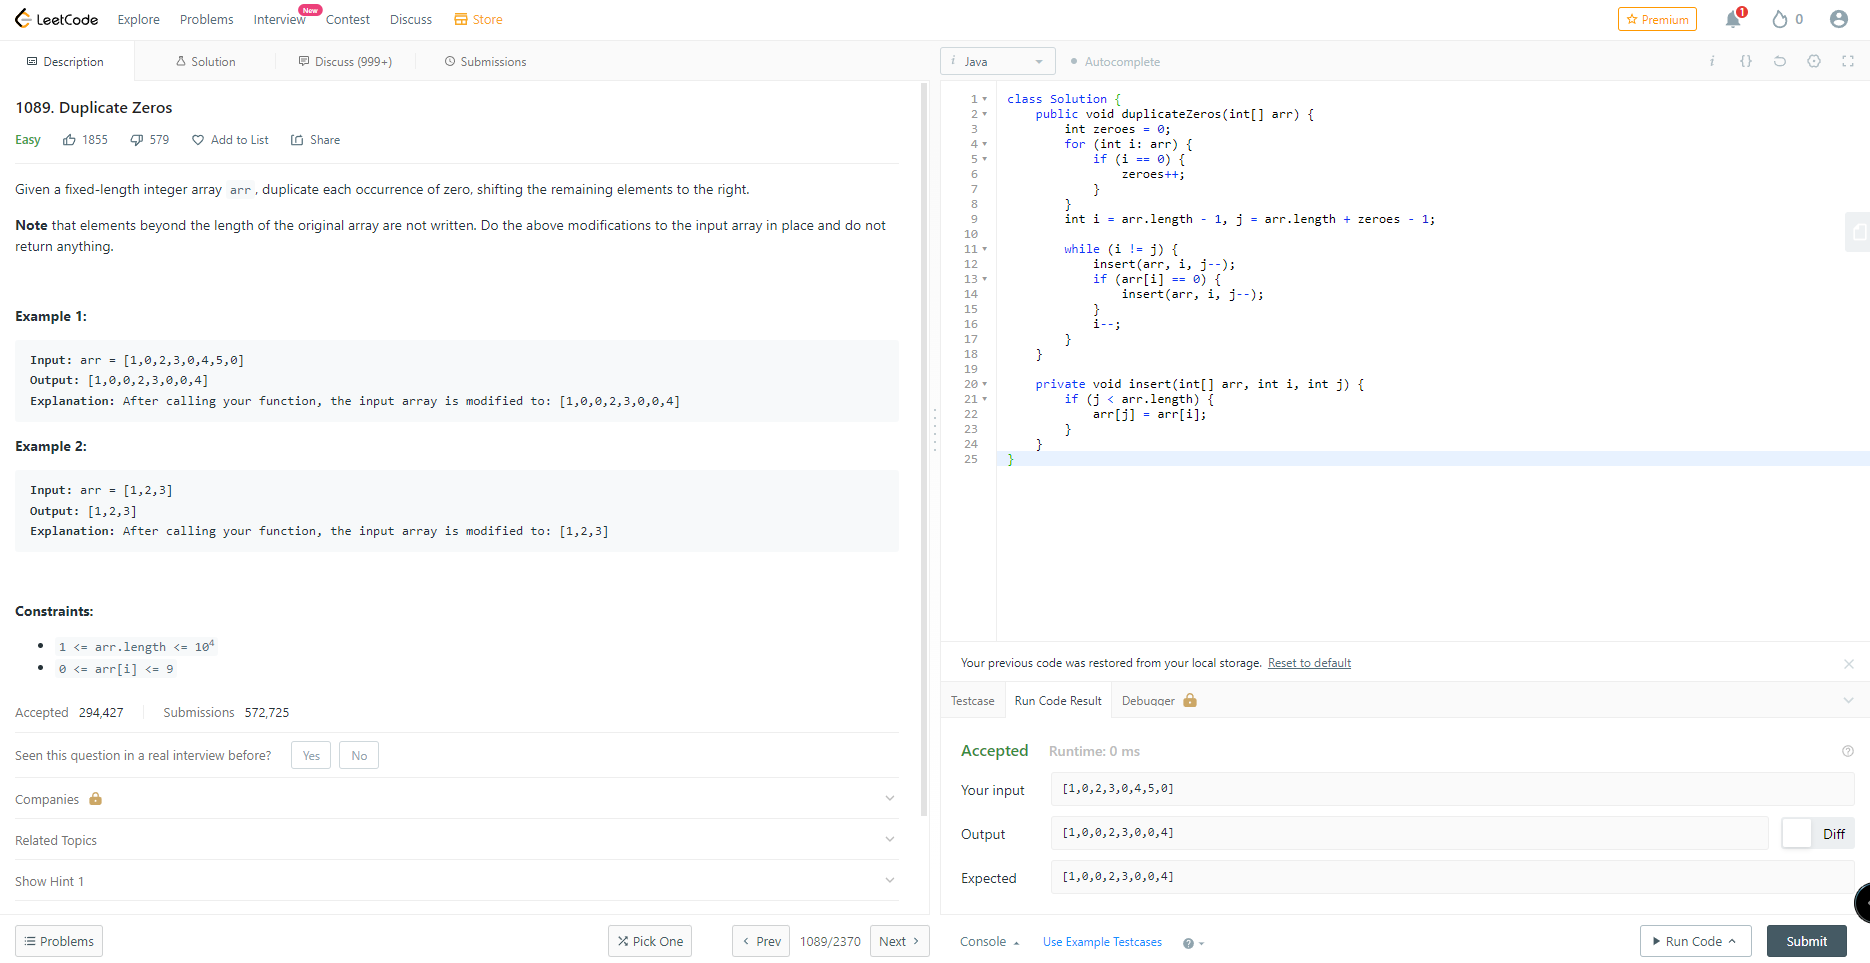 LeetCode Explore Problems Interview New Contest Discuss Store Premium 1 0
Description Solution Discuss (999+) Submissions
1089. Duplicate Zeros
Easy 1855 579 Add to List Share
Given a fixed-length integer array arr, duplicate each occurrence of zero, shifting the remaining elements to the right.
Note that elements beyond the length of the original array are not written. Do the above modifications to the input array in place and do not
return anything.
Example 1:
Input: arr = [1,0,2,3,0,4,5,0]
Output: [1,0,0,2,3,0,0,4]
Explanation: After calling your function, the input array is modified to: [1,0,0,2,3,0,0,4]
Example 2:
Input: arr = [1,2,3]
Output: [1,2,3]
Explanation: After calling your function, the input array is modified to: [1,2,3]
Constraints:
• 1 <= arr.length <= 10⁴
• 0 <= arr[i] <= 9
Accepted 294,427 Submissions 572,725
Seen this question in a real interview before? Yes No
Companies
Related Topics
Show Hint 1
Problems Pick One Prev 1089/2370 Next
i Java Autocomplete i {}
1 class Solution {
2     public void duplicateZeros(int[] arr) {
3         int zeroes = 0;
4         for (int i: arr) {
5             if (i == 0) {
6                 zeroes++;
7             }
8         }
9         int i = arr.length - 1, j = arr.length + zeroes - 1;
10
11         while (i != j) {
12             insert(arr, i, j--);
13             if (arr[i] == 0) {
14                 insert(arr, i, j--);
15             }
16             i--;
17         }
18     }
19
20     private void insert(int[] arr, int i, int j) {
21         if (j < arr.length) {
22             arr[j] = arr[i];
23         }
24     }
25 }
Your previous code was restored from your local storage. Reset to default
Testcase Run Code Result Debugger
Accepted Runtime: 0 ms
Your input [1,0,2,3,0,4,5,0]
Output [1,0,0,2,3,0,0,4] Diff
Expected [1,0,0,2,3,0,0,4]
Console Use Example Testcases ? Run Code Submit